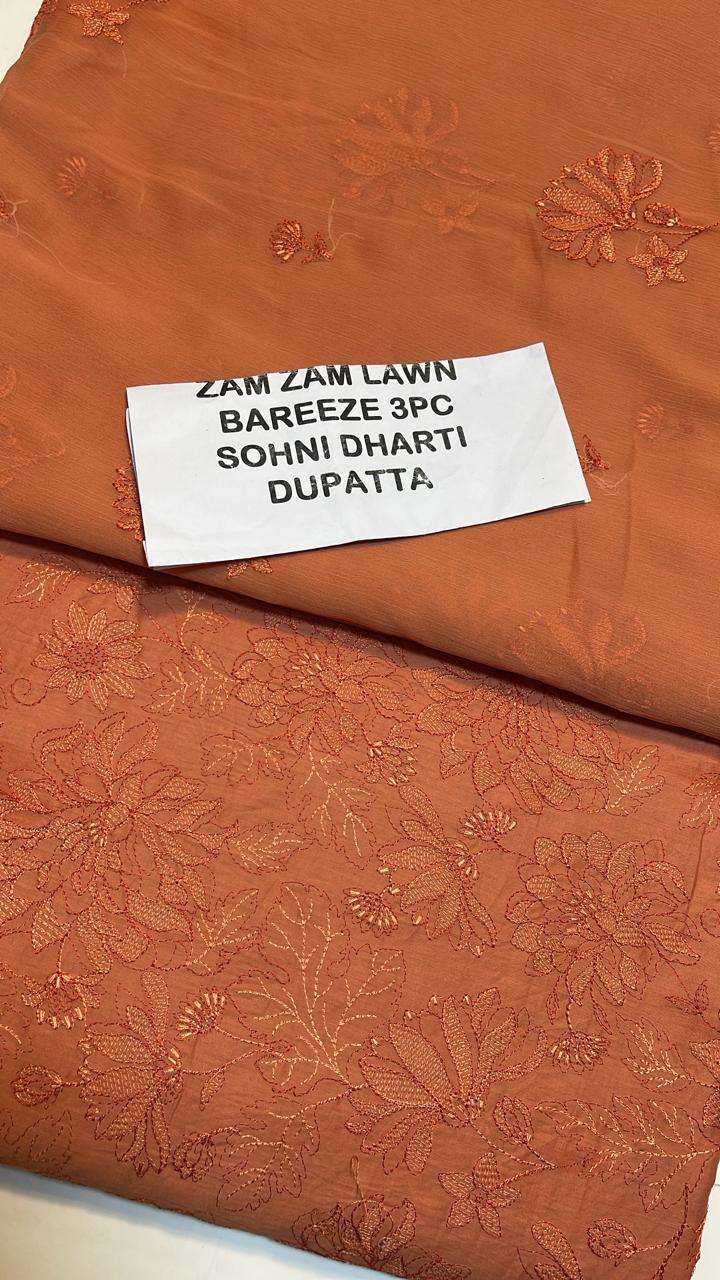 ZAM ZAM LAWN
BAREEZE 3PC
SOHNI DHARTI
DUPATTA